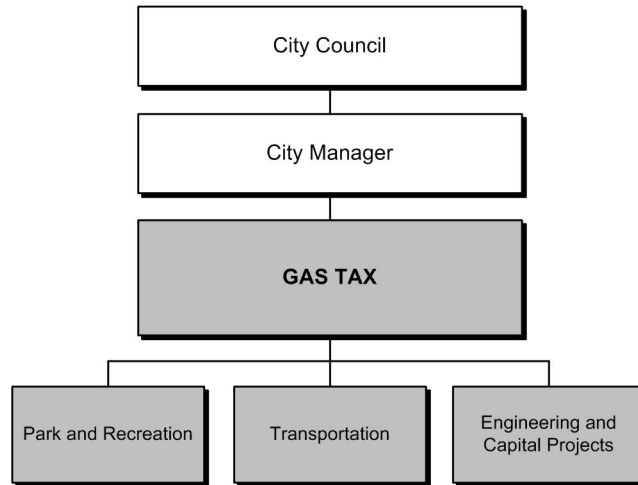 City Council
City Manager
GAS TAX
Park and Recreation
Transportation
Engineering and
Capital Projects